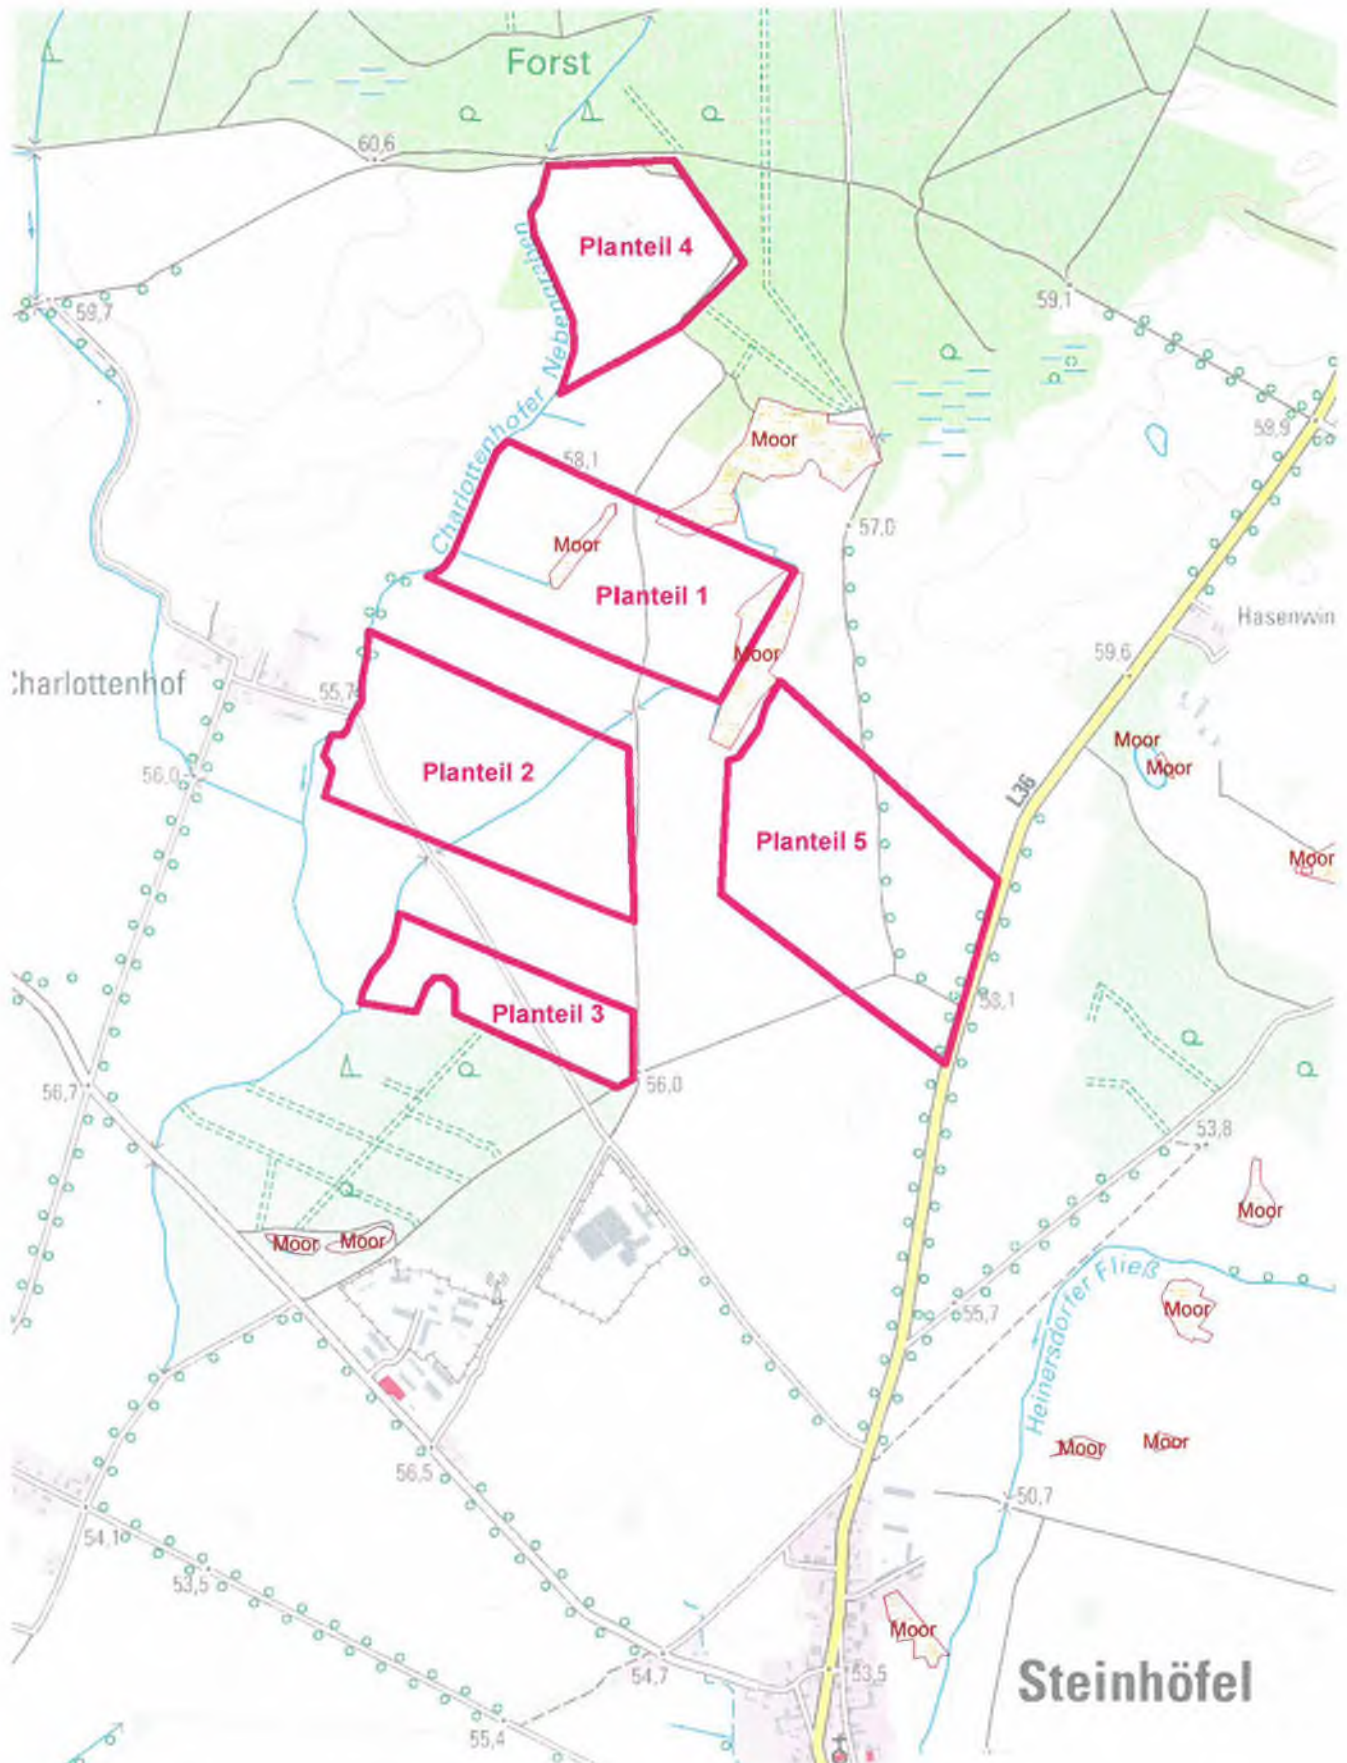 Forst
60,6
Planteil 4
59,7
59,1
Charlottenhofer Nebengraben
Moor
59,9
58,1
57,0
Moor
Planteil 1
Hasenwin
Moor
59,6
Charlottenhof
55,7
Moor
Moor
56,0
Planteil 2
L36
Planteil 5
Moor
58,1
Planteil 3
56,0
56,7
53,8
Moor
Moor
Moor
Heinersdorfer Fließ
Moor
55,7
Moor
Moor
56,5
50,7
54,1
53,5
Moor
54,7
53,5
Steinhöfel
55,4